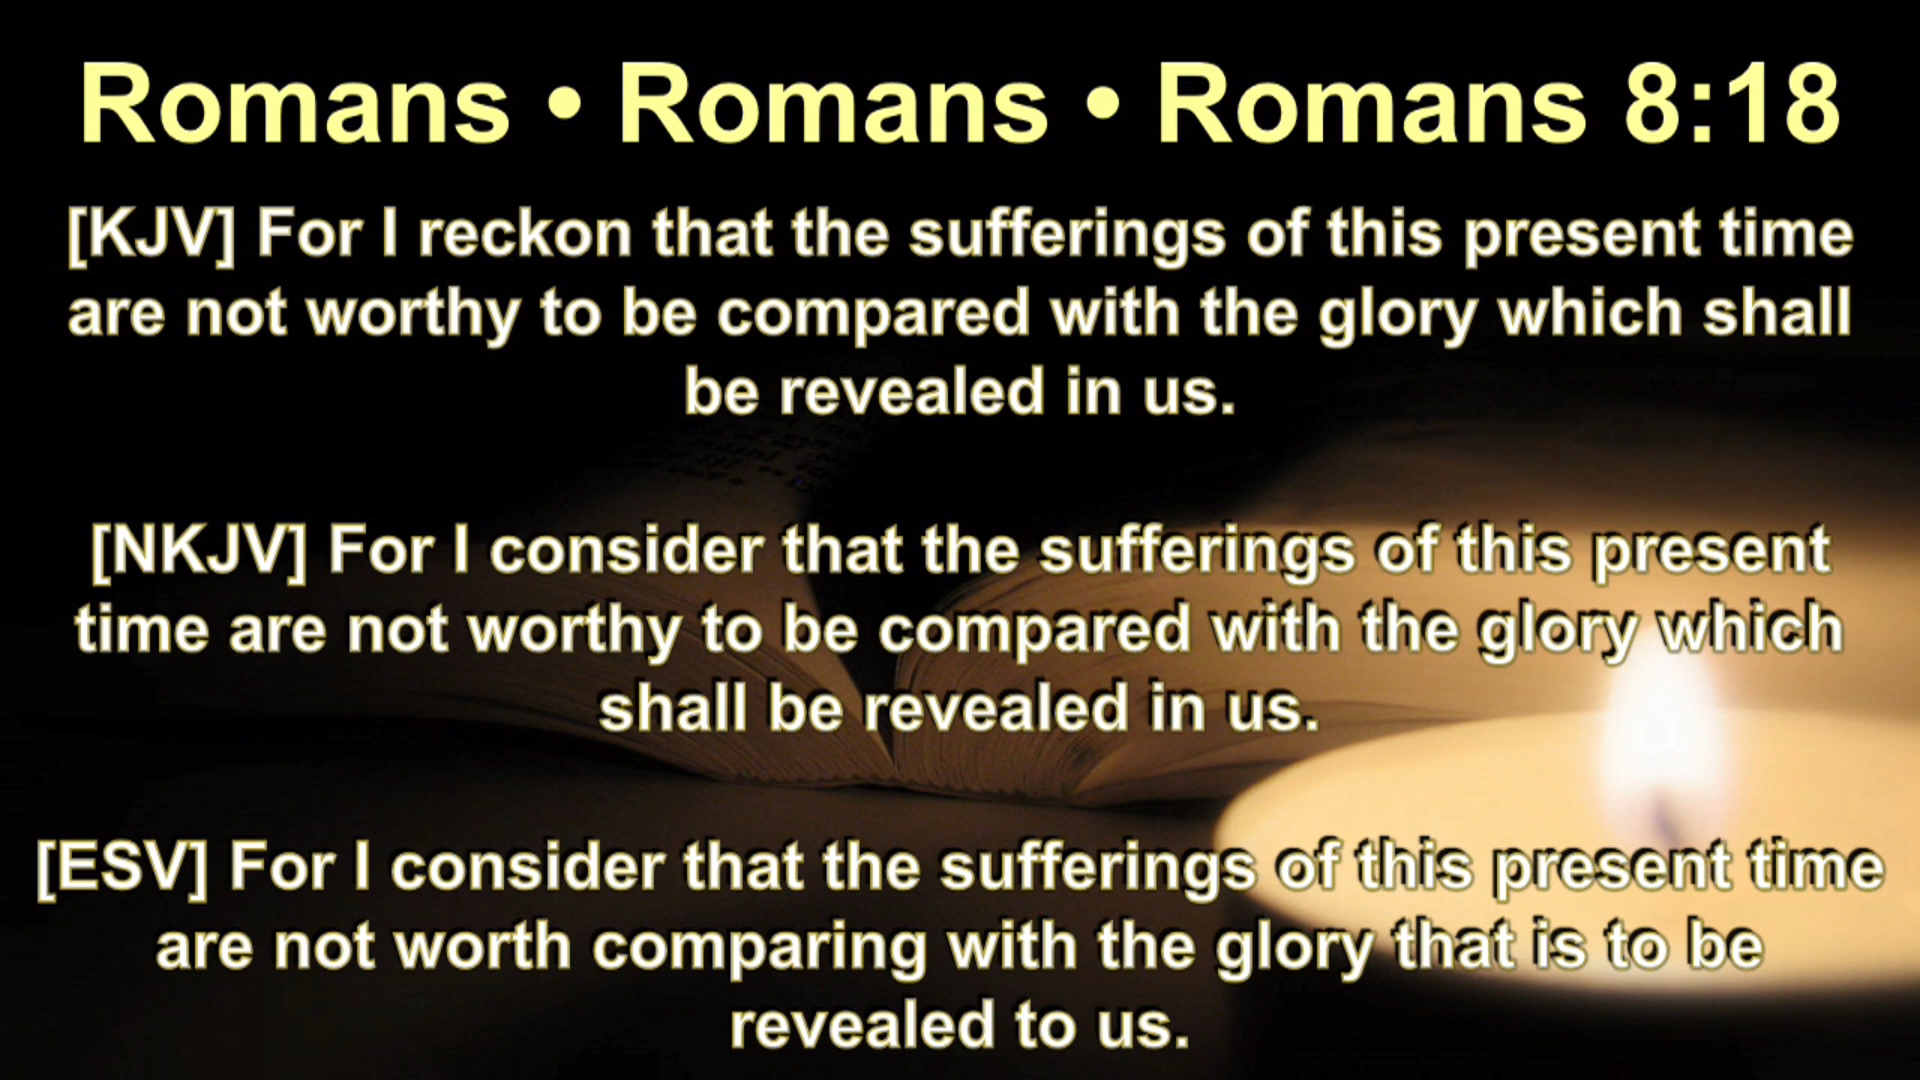 Romans • Romans • Romans 8:18
[KJV] For I reckon that the sufferings of this present time
are not worthy to be compared with the glory which shall
be revealed in us.
[NKJV] For I consider that the sufferings of this present
time are not worthy to be compared with the glory which
shall be revealed in us.
[ESV] For I consider that the sufferings of this present time
are not worth comparing with the glory that is to be
revealed to us.